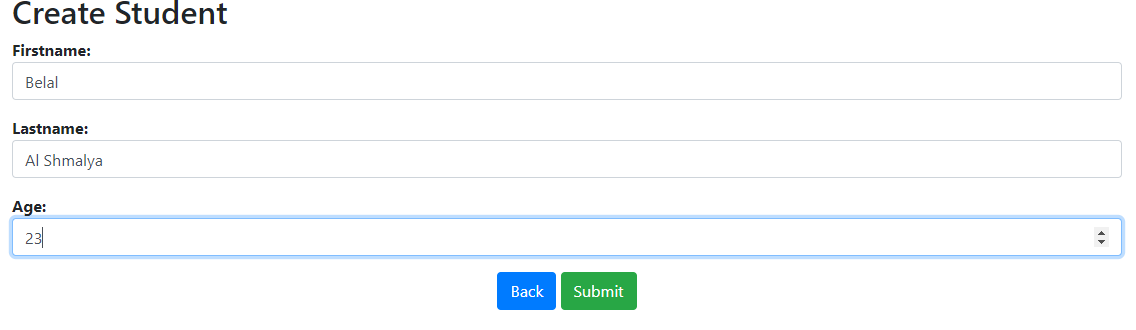 Create Student
Firstname:
Belal
Lastname:
Al Shmalya
Age:
23
Back Submit